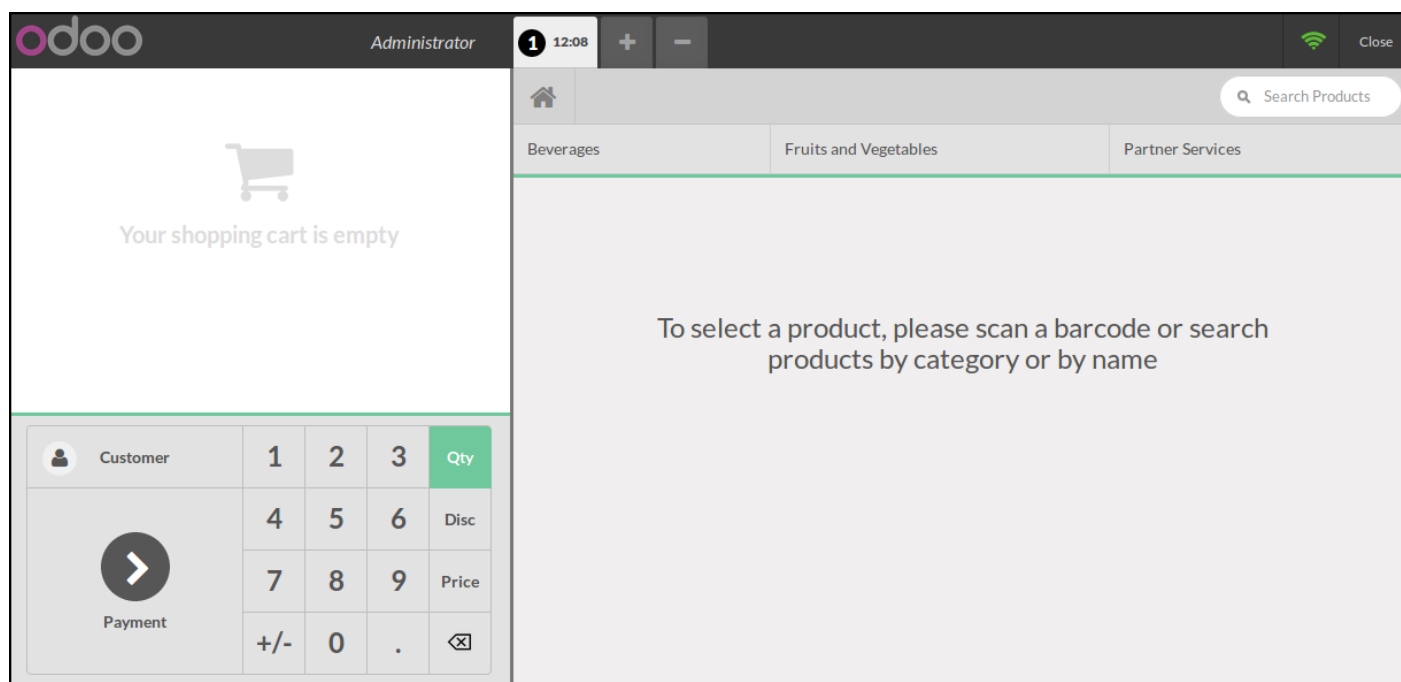 odoo
Administrator
1 12:08 + −
Close
Search Products
Beverages
Fruits and Vegetables
Partner Services
Your shopping cart is empty
To select a product, please scan a barcode or search
products by category or by name
Customer
1 2 3 Qty
4 5 6 Disc
7 8 9 Price
Payment
+/- 0 .